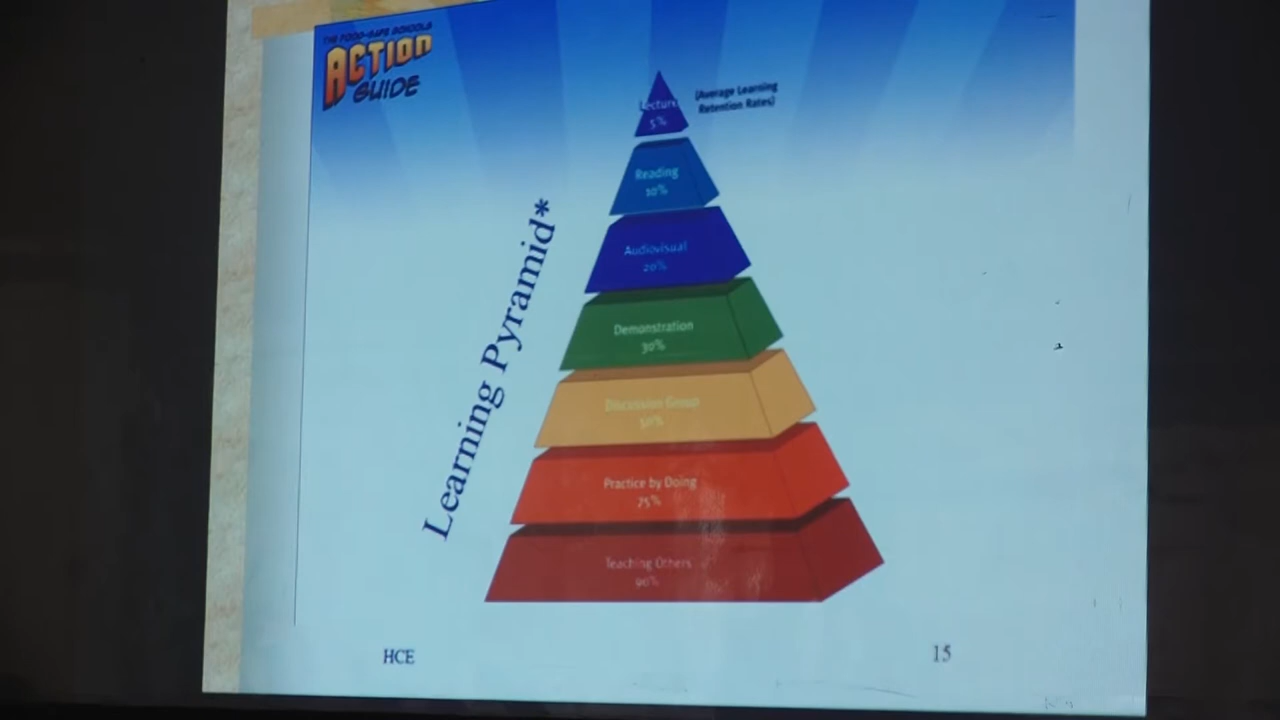 THE FOOD-SAFE SCHOOLS
ACTION
GUIDE
(Average Learning
Retention Rates)
Lecture
5%
Reading
10%
Audiovisual
20%
Demonstration
30%
Discussion Group
50%
Practice by Doing
75%
Teaching Others
90%
Learning Pyramid*
HCE
15